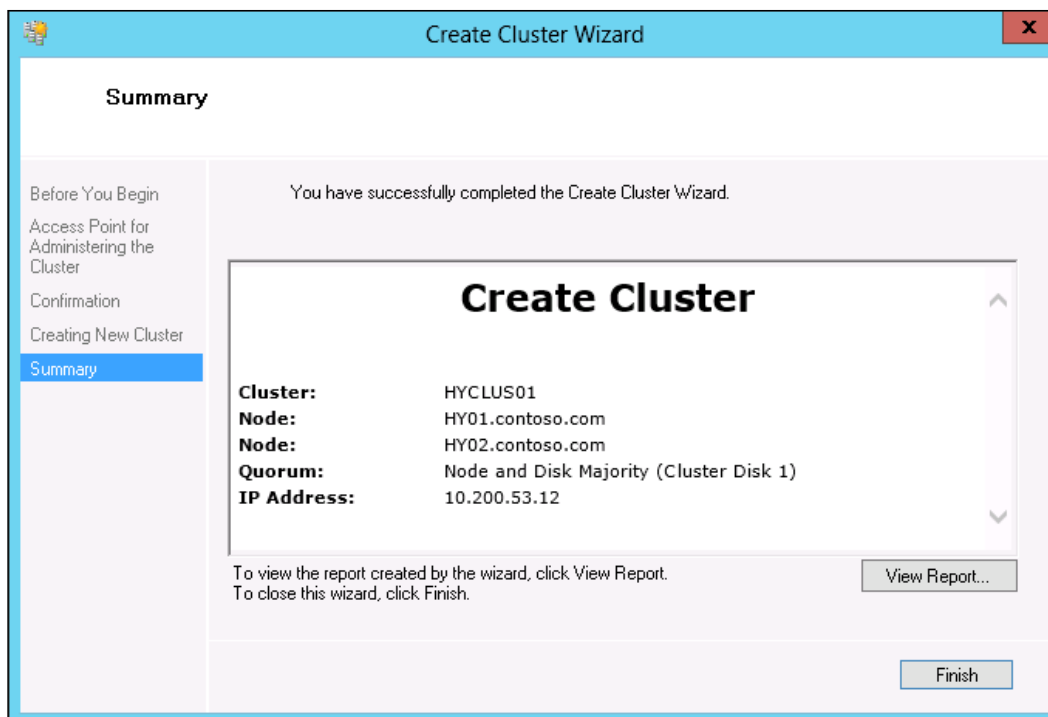 Create Cluster Wizard
x
Summary
Before You Begin
Access Point for
Administering the
Cluster
Confirmation
Creating New Cluster
Summary
You have successfully completed the Create Cluster Wizard.
Create Cluster
Cluster: HYCLUS01
Node: HY01.contoso.com
Node: HY02.contoso.com
Quorum: Node and Disk Majority (Cluster Disk 1)
IP Address: 10.200.53.12
To view the report created by the wizard, click View Report.
To close this wizard, click Finish.
View Report...
Finish